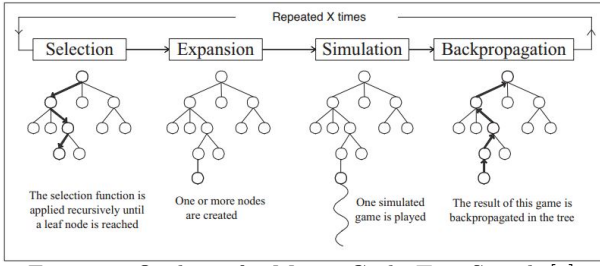 Repeated X times
Selection
Expansion
Simulation
Backpropagation
The selection function is
applied recursively until
a leaf node is reached
One or more nodes
are created
One simulated
game is played
The result of this game is
backpropagated in the tree